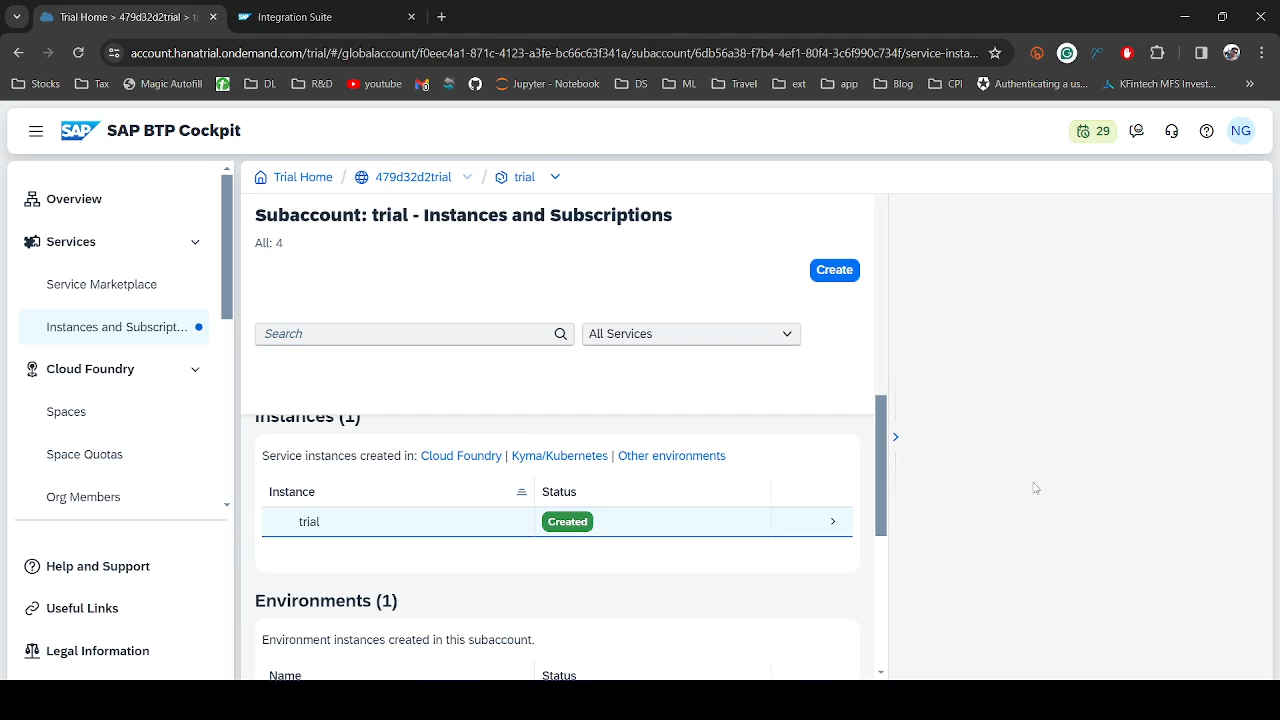 Trial Home > 479d32d2trial > t
Integration Suite
account.hanatrial.ondemand.com/trial/#/globalaccount/f0eec4a1-871c-4123-a3fe-bc66c63f341a/subaccount/6db56a38-f7b4-4ef1-80f4-3c6f990c734f/service-insta...
Stocks Tax Magic Autofill DL R&D youtube Jupyter - Notebook DS ML Travel ext app Blog CPI Authenticating a us... KFintech MFS Invest... »
SAP SAP BTP Cockpit 29 NG
Overview
Services
Service Marketplace
Instances and Subscript...
Cloud Foundry
Spaces
Space Quotas
Org Members
Help and Support
Useful Links
Legal Information
Trial Home / 479d32d2trial / trial
Subaccount: trial - Instances and Subscriptions
All: 4
Create
Search All Services
Instances (1)
Service instances created in: Cloud Foundry | Kyma/Kubernetes | Other environments
Instance Status
trial Created
Environments (1)
Environment instances created in this subaccount.
Name Status